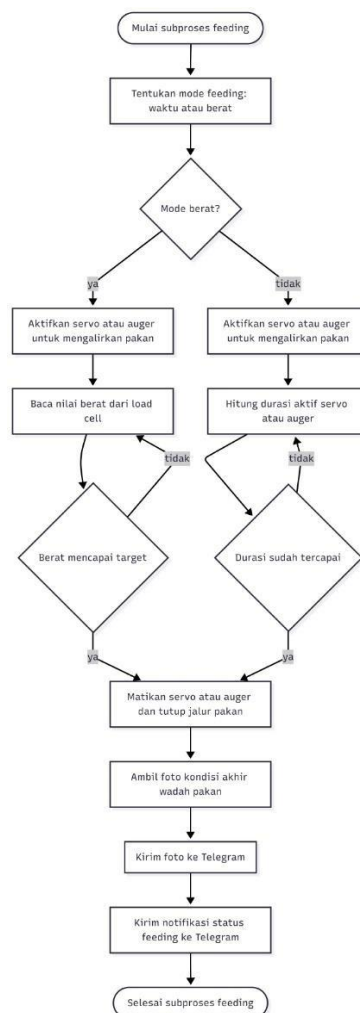 Mulai subproses feeding
Tentukan mode feeding:
waktu atau berat
Mode berat?
ya
tidak
Aktifkan servo atau auger
untuk mengalirkan pakan
Aktifkan servo atau auger
untuk mengalirkan pakan
Baca nilai berat dari load
cell
Hitung durasi aktif servo
atau auger
tidak
tidak
Berat mencapai target
Durasi sudah tercapai
ya
ya
Matikan servo atau auger
dan tutup jalur pakan
Ambil foto kondisi akhir
wadah pakan
Kirim foto ke Telegram
Kirim notifikasi status
feeding ke Telegram
Selesai subproses feeding